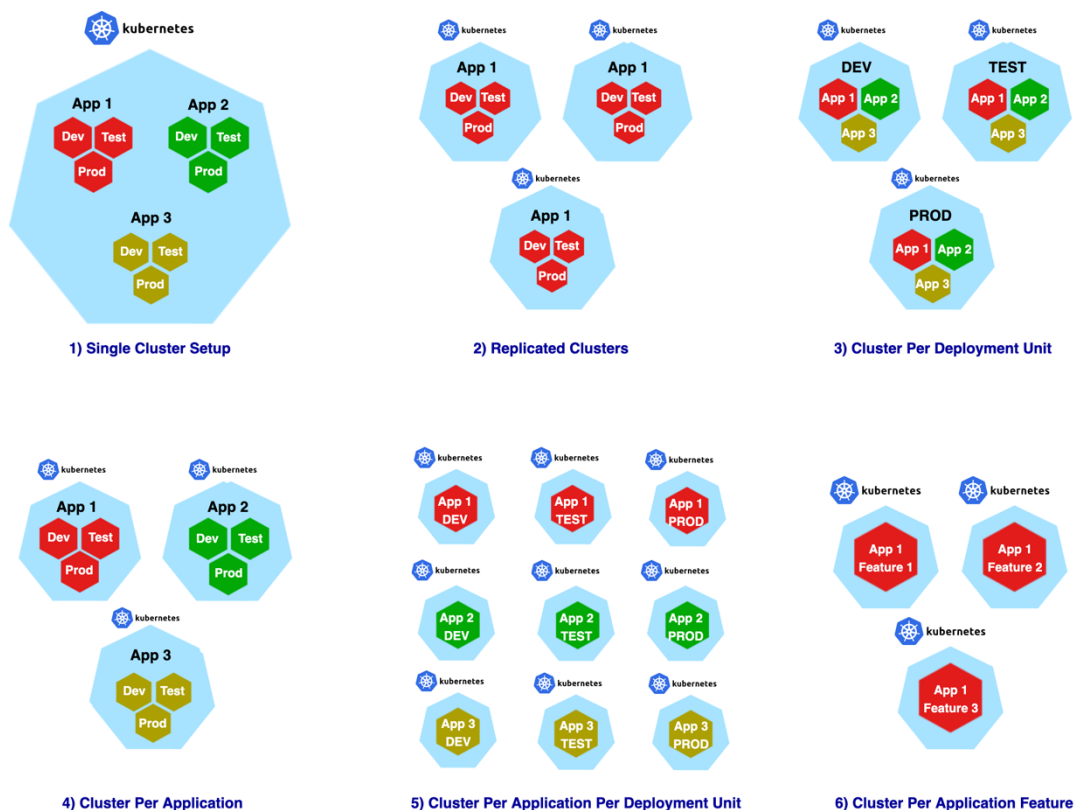 kubernetes
App 1
Dev Test
Prod
App 2
Dev Test
Prod
App 3
Dev Test
Prod
1) Single Cluster Setup
kubernetes
App 1
Dev Test
Prod
kubernetes
App 1
Dev Test
Prod
kubernetes
App 1
Dev Test
Prod
2) Replicated Clusters
kubernetes
DEV
App 1 App 2
App 3
kubernetes
TEST
App 1 App 2
App 3
kubernetes
PROD
App 1 App 2
App 3
3) Cluster Per Deployment Unit
kubernetes
App 1
Dev Test
Prod
kubernetes
App 2
Dev Test
Prod
kubernetes
App 3
Dev Test
Prod
4) Cluster Per Application
kubernetes
App 1
DEV
kubernetes
App 1
TEST
kubernetes
App 1
PROD
kubernetes
App 2
DEV
kubernetes
App 2
TEST
kubernetes
App 2
PROD
kubernetes
App 3
DEV
kubernetes
App 3
TEST
kubernetes
App 3
PROD
5) Cluster Per Application Per Deployment Unit
kubernetes
App 1
Feature 1
kubernetes
App 1
Feature 2
kubernetes
App 1
Feature 3
6) Cluster Per Application Feature